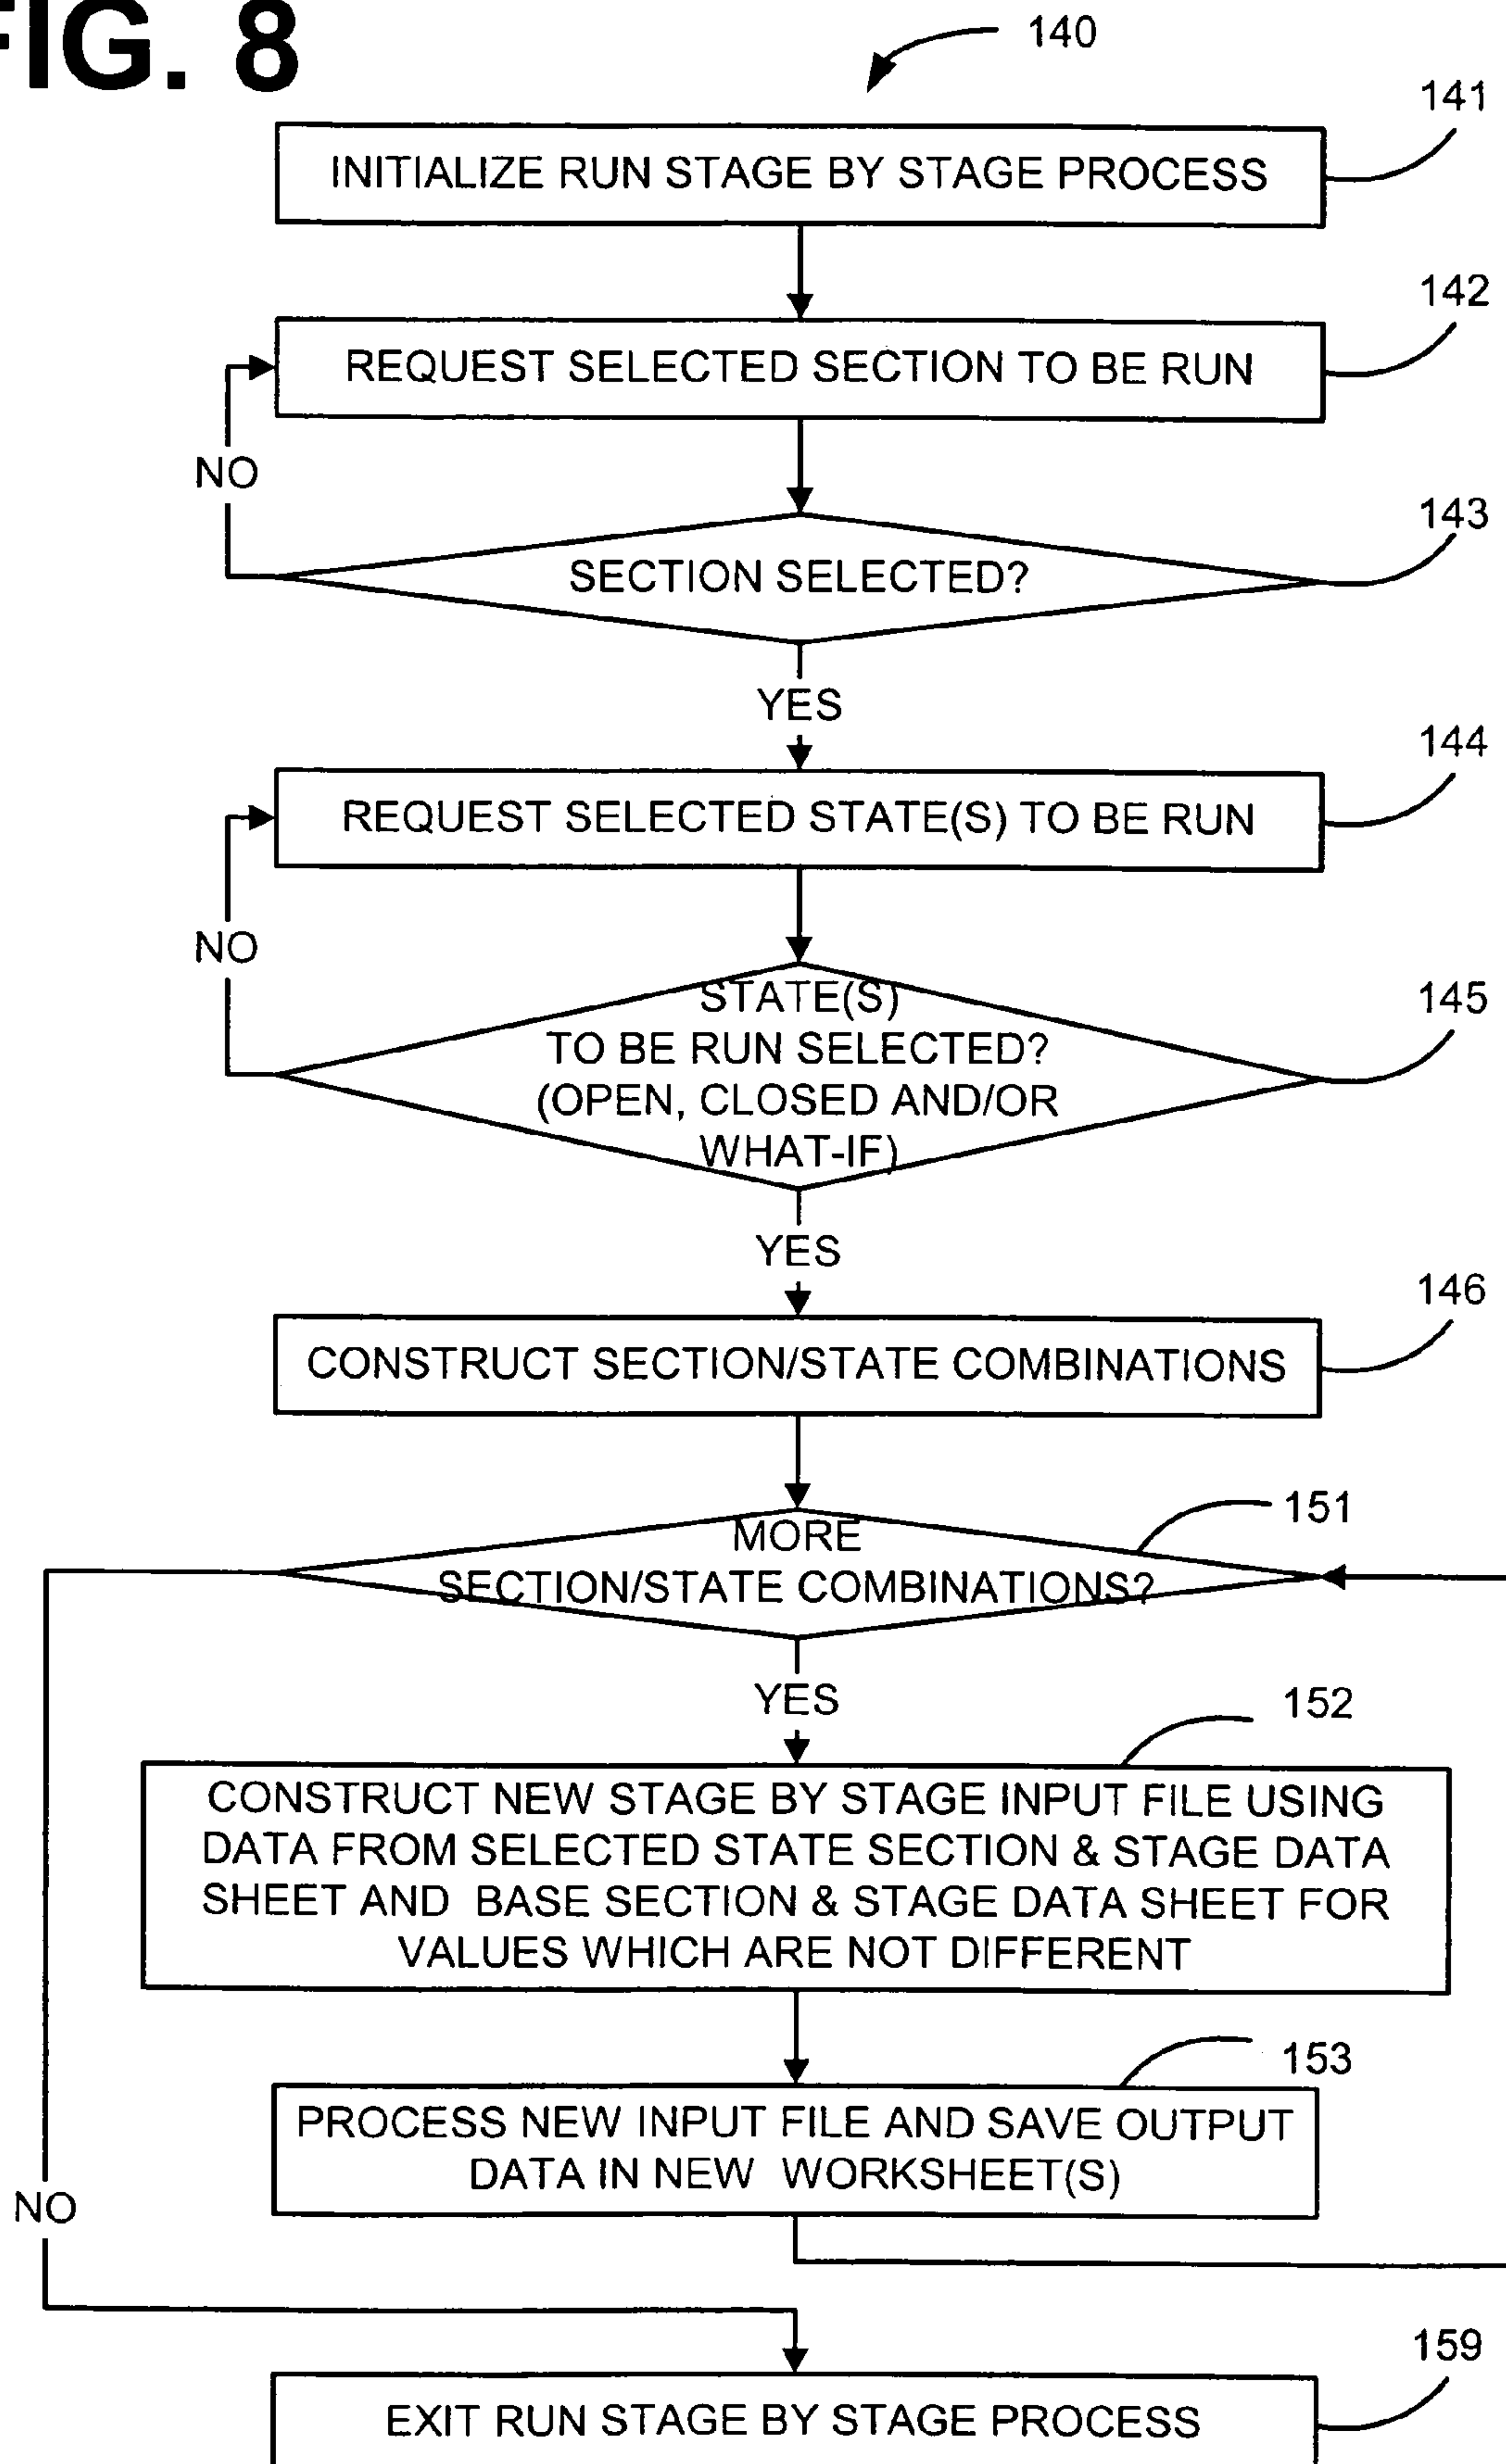 FIG. 8
140
141
INITIALIZE RUN STAGE BY STAGE PROCESS
142
REQUEST SELECTED SECTION TO BE RUN
NO
143
SECTION SELECTED?
YES
144
REQUEST SELECTED STATE(S) TO BE RUN
NO
145
STATE(S)
TO BE RUN SELECTED?
(OPEN, CLOSED AND/OR
WHAT-IF)
YES
146
CONSTRUCT SECTION/STATE COMBINATIONS
151
MORE
SECTION/STATE COMBINATIONS?
YES
152
CONSTRUCT NEW STAGE BY STAGE INPUT FILE USING
DATA FROM SELECTED STATE SECTION & STAGE DATA
SHEET AND BASE SECTION & STAGE DATA SHEET FOR
VALUES WHICH ARE NOT DIFFERENT
153
PROCESS NEW INPUT FILE AND SAVE OUTPUT
DATA IN NEW WORKSHEET(S)
NO
159
EXIT RUN STAGE BY STAGE PROCESS